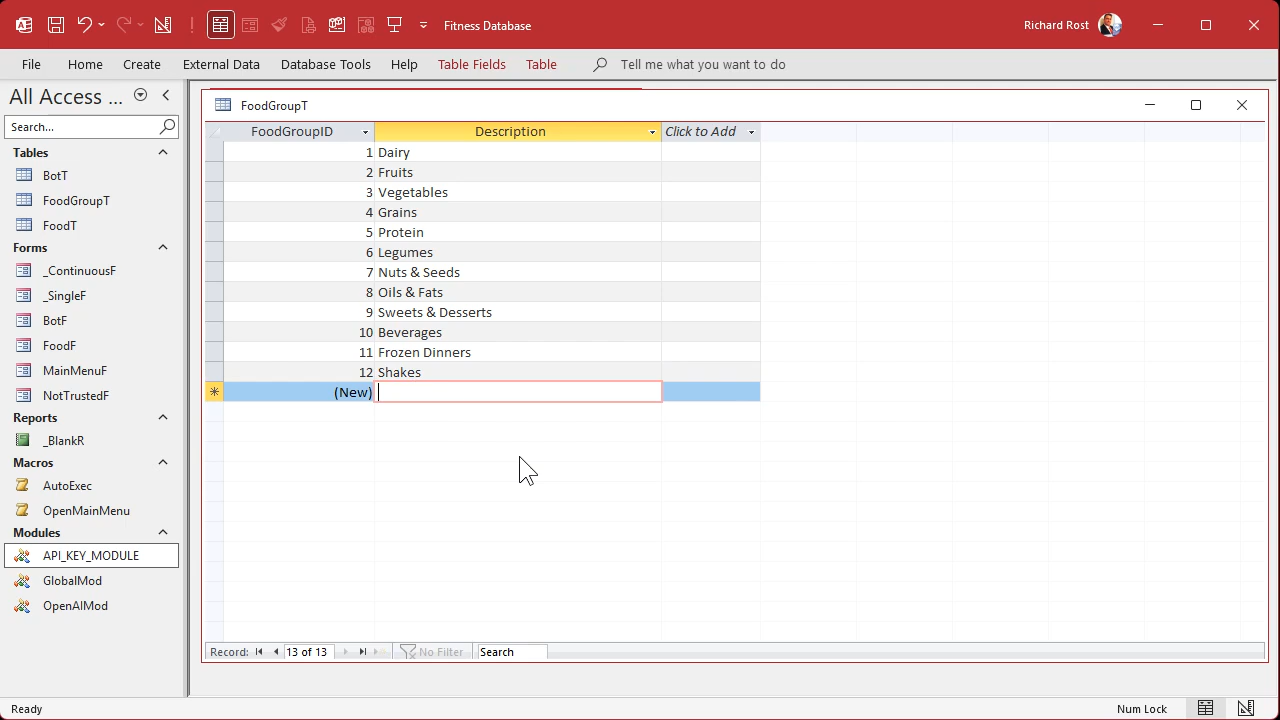 Fitness Database
Richard Rost
File Home Create External Data Database Tools Help Table Fields Table Tell me what you want to do
All Access ...
Search...
Tables
BotT
FoodGroupT
FoodT
Forms
_ContinuousF
_SingleF
BotF
FoodF
MainMenuF
NotTrustedF
Reports
_BlankR
Macros
AutoExec
OpenMainMenu
Modules
API_KEY_MODULE
GlobalMod
OpenAIMod
FoodGroupT
FoodGroupID Description Click to Add
1 Dairy
2 Fruits
3 Vegetables
4 Grains
5 Protein
6 Legumes
7 Nuts & Seeds
8 Oils & Fats
9 Sweets & Desserts
10 Beverages
11 Frozen Dinners
12 Shakes
(New)
Record: 13 of 13 No Filter Search
Ready Num Lock